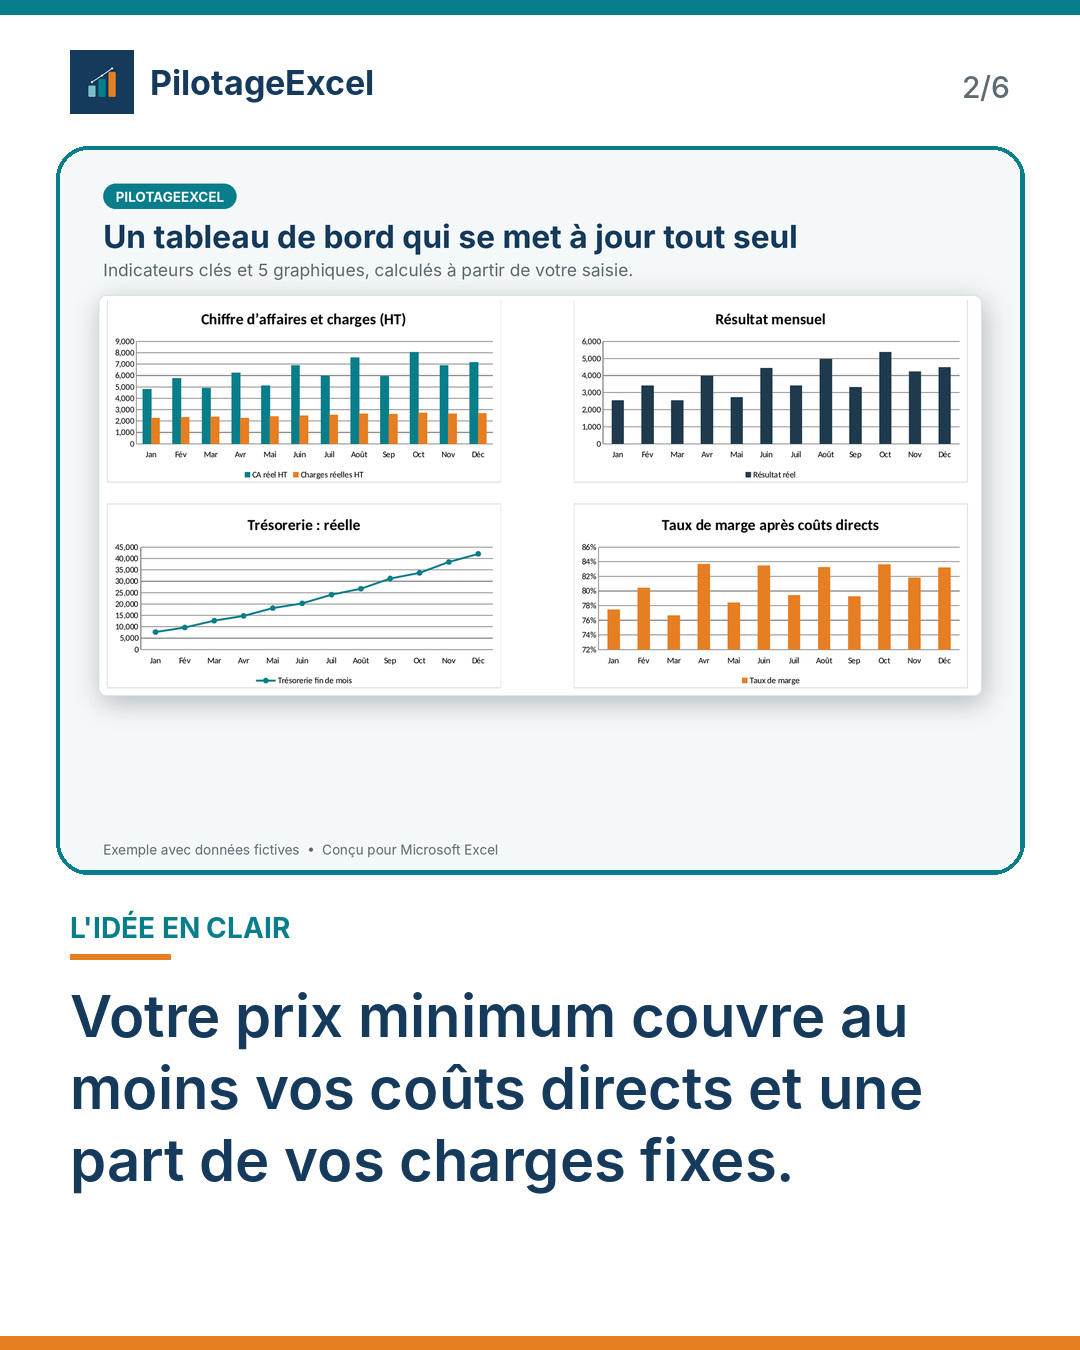 PilotageExcel
2/6
PILOTAGEEXCEL
Un tableau de bord qui se met à jour tout seul
Indicateurs clés et 5 graphiques, calculés à partir de votre saisie.
Chiffre d’affaires et charges (HT)
9,000
8,000
7,000
6,000
5,000
4,000
3,000
2,000
1,000
0
Jan Fév Mar Avr Mai Juin Juil Août Sep Oct Nov Déc
CA réel HT Charges réelles HT
Résultat mensuel
6,000
5,000
4,000
3,000
2,000
1,000
0
Jan Fév Mar Avr Mai Juin Juil Août Sep Oct Nov Déc
Résultat réel
Trésorerie : réelle
45,000
40,000
35,000
30,000
25,000
20,000
15,000
10,000
5,000
0
Jan Fév Mar Avr Mai Juin Juil Août Sep Oct Nov Déc
Trésorerie fin de mois
Taux de marge après coûts directs
86%
84%
82%
80%
78%
76%
74%
72%
Jan Fév Mar Avr Mai Juin Juil Août Sep Oct Nov Déc
Taux de marge
Exemple avec données fictives • Conçu pour Microsoft Excel
L'IDÉE EN CLAIR
Votre prix minimum couvre au
moins vos coûts directs et une
part de vos charges fixes.